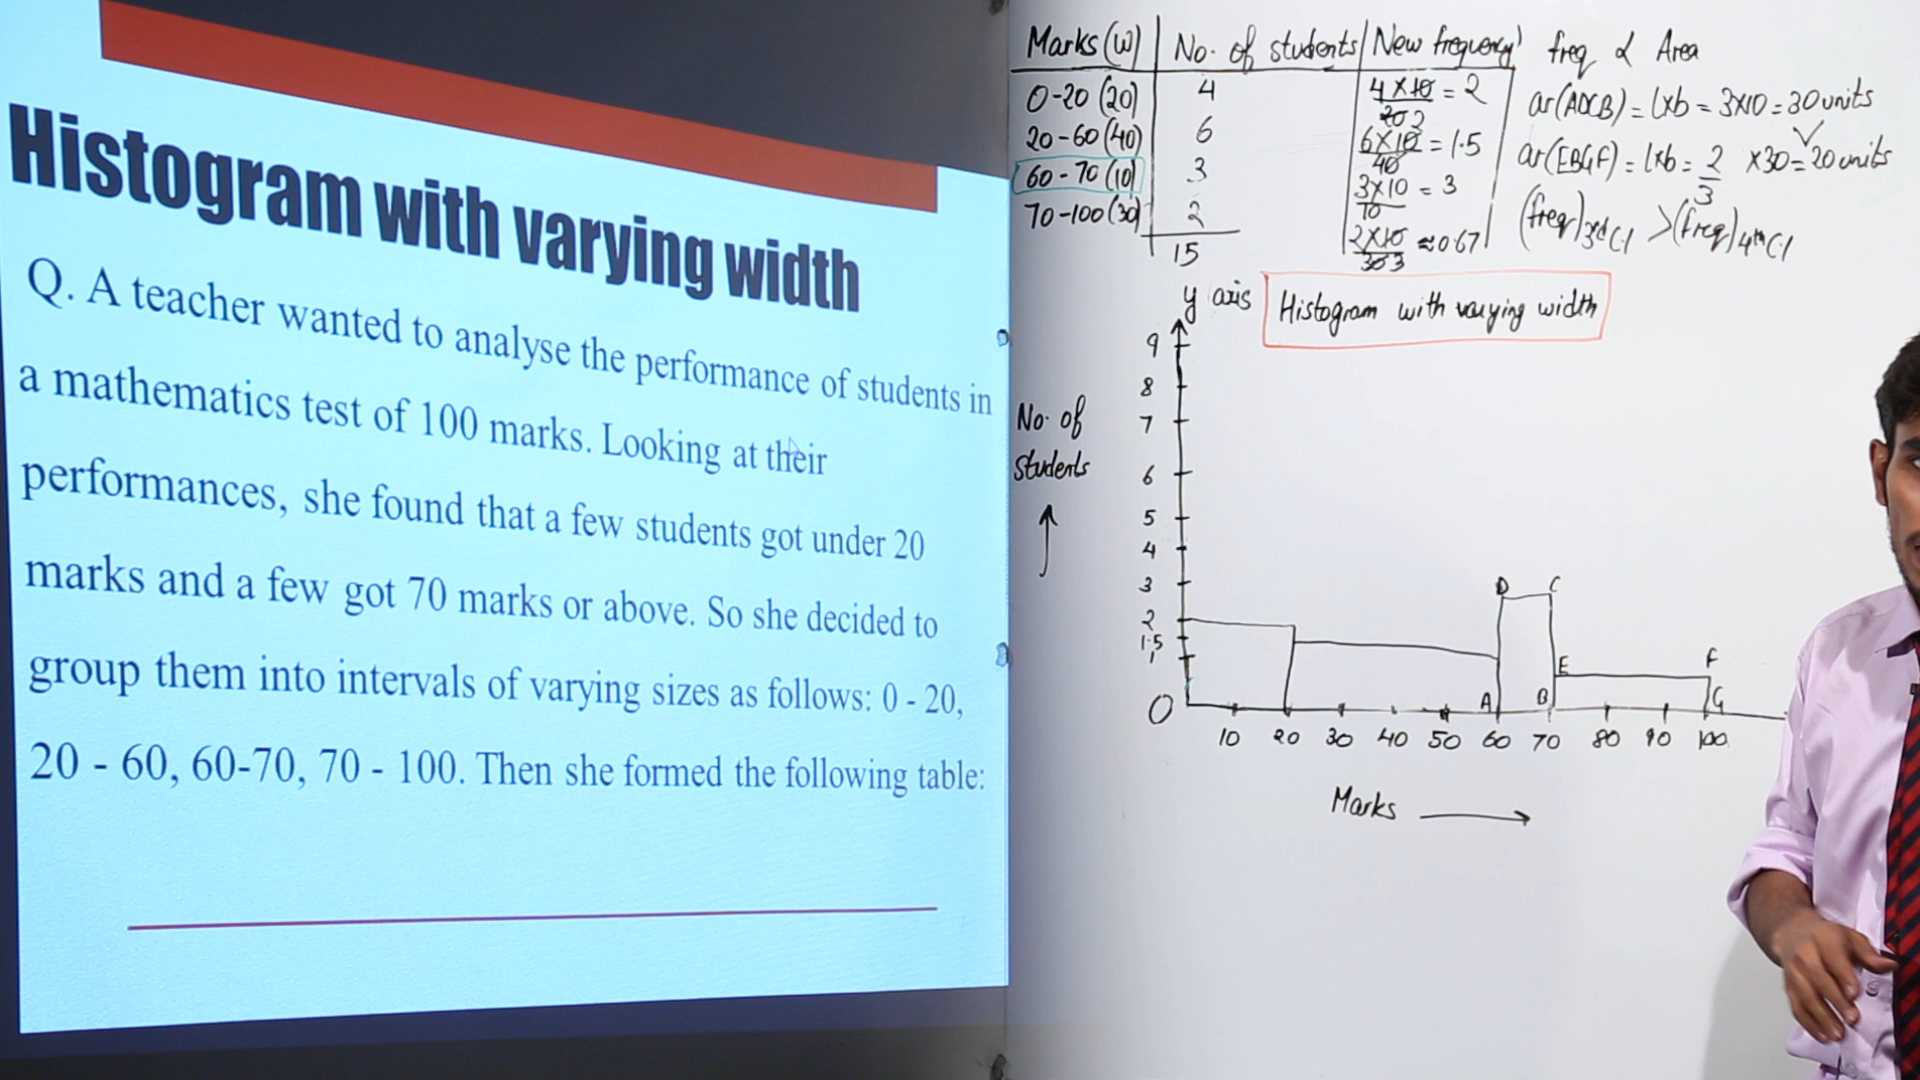 Histogram with varying width
Q. A teacher wanted to analyse the performance of students in
a mathematics test of 100 marks. Looking at their
performances, she found that a few students got under 20
marks and a few got 70 marks or above. So she decided to
group them into intervals of varying sizes as follows: 0 - 20,
20 - 60, 60-70, 70 - 100. Then she formed the following table:
Marks (w) No. of students New frequency
0-20 (20) 4 4×10/20 2 = 2
20-60 (40) 6 6×10/40 = 1.5
60-70 (10) 3 3×10/10 = 3
70-100 (30) 2 2×10/30 3 ≈ 0.67
15
freq α Area
ar(ADCB) = l×b = 3×10 = 30 units
ar(EBGF) = l×b = 2/3 ×30 = 20 units
(freq)3rd C.I > (freq)4th C.I
y axis
Histogram with varying width
No. of
students
9
8
7
6
5
4
3
2
1.5
1
0
D C
E F
A B G
10 20 30 40 50 60 70 80 90 100
Marks